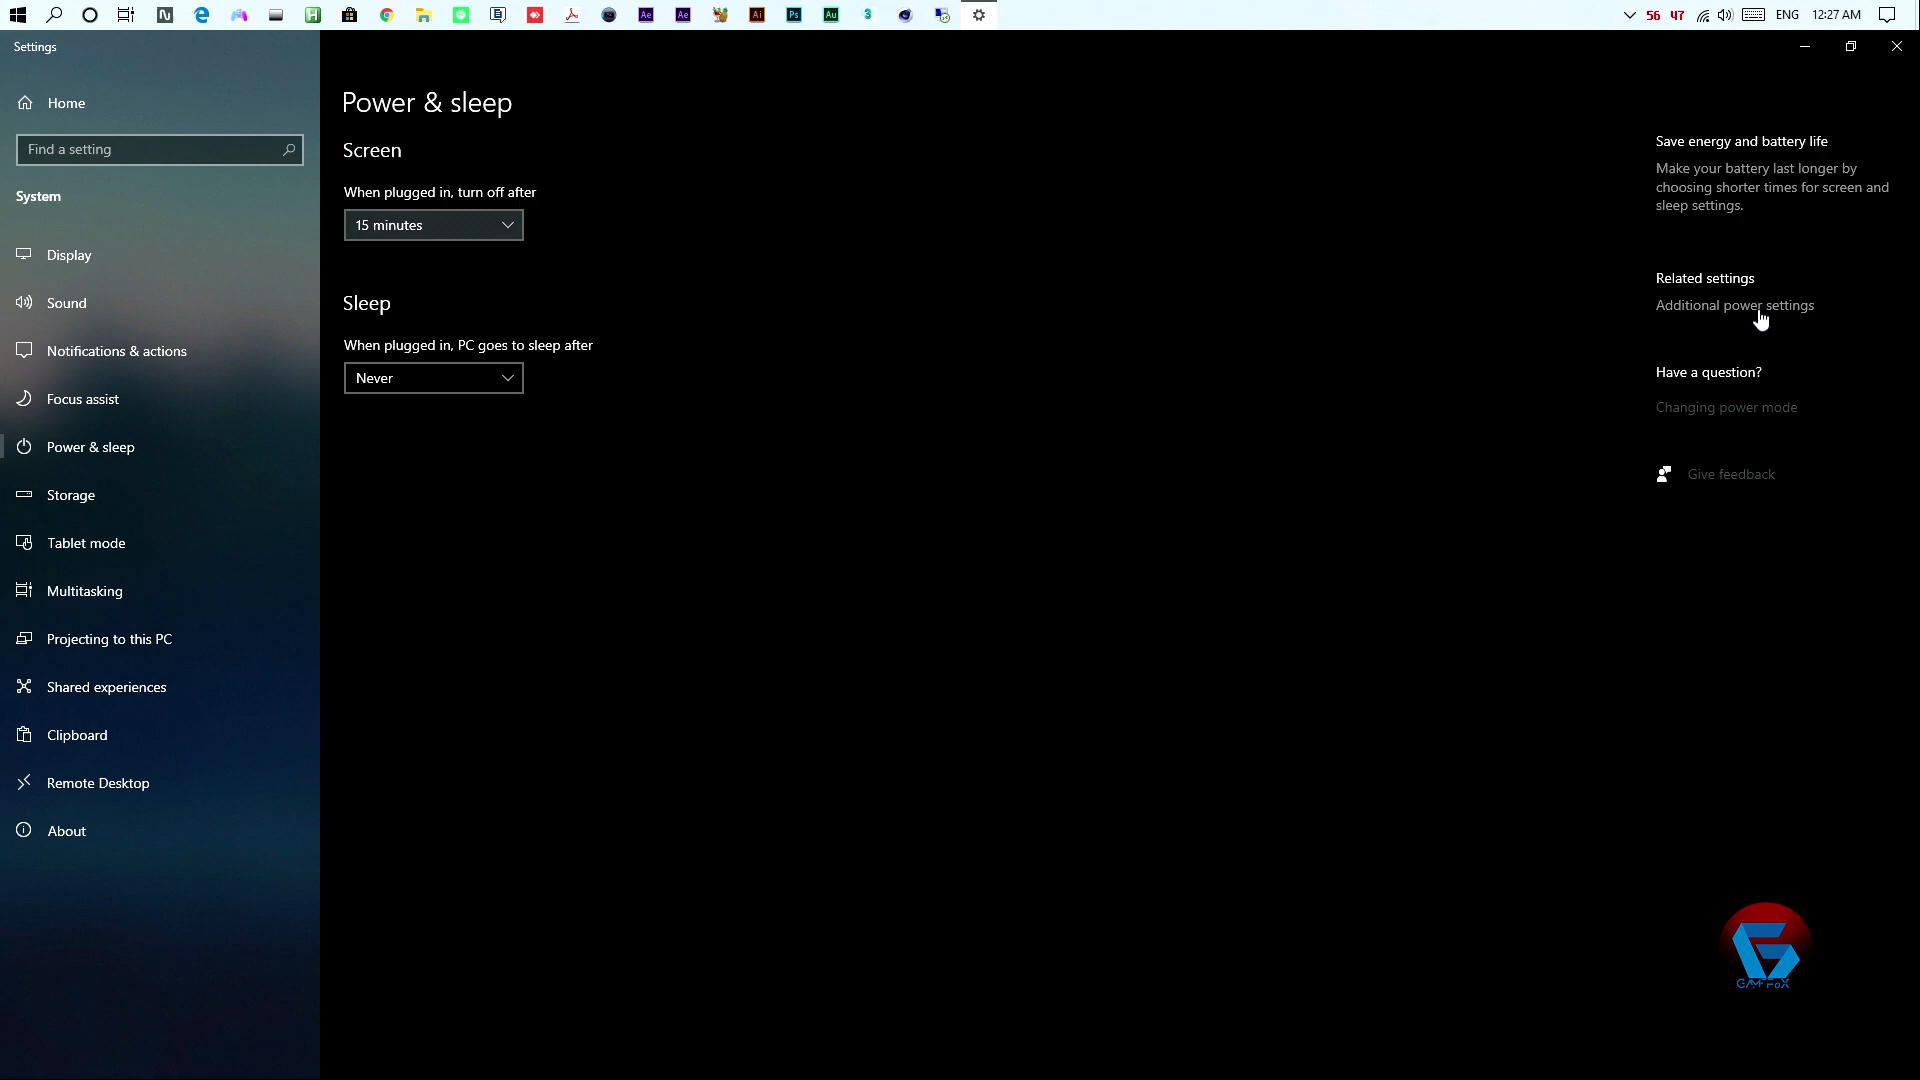 56 47 ENG 12:27 AM
Settings
Home
Find a setting
System
Display
Sound
Notifications & actions
Focus assist
Power & sleep
Storage
Tablet mode
Multitasking
Projecting to this PC
Shared experiences
Clipboard
Remote Desktop
About
Power & sleep
Screen
When plugged in, turn off after
15 minutes
Sleep
When plugged in, PC goes to sleep after
Never
Save energy and battery life
Make your battery last longer by
choosing shorter times for screen and
sleep settings.
Related settings
Additional power settings
Have a question?
Changing power mode
Give feedback